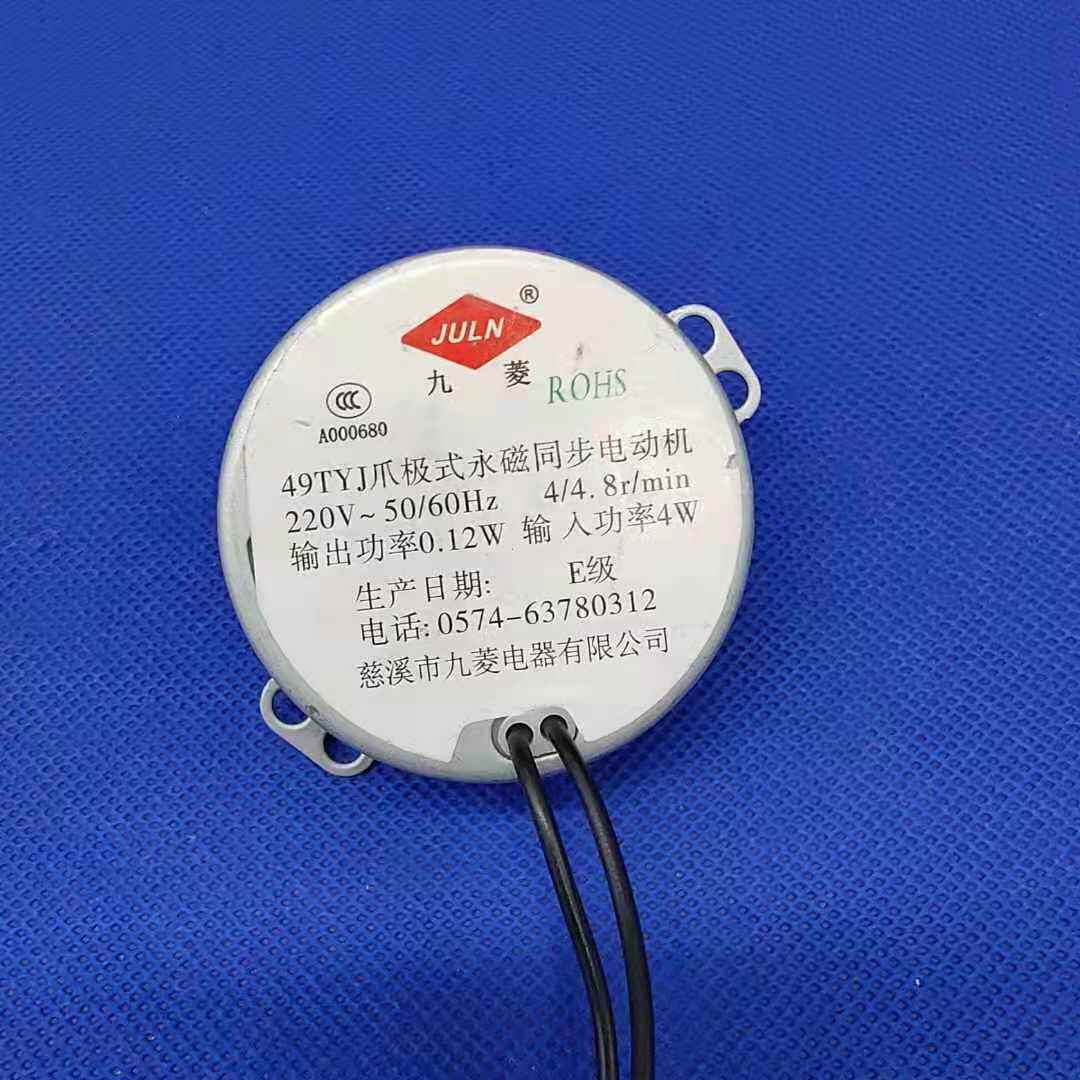 ®
JULN
九 菱
ROHS
A000680
49TYJ爪极式永磁同步电动机
220V~50/60Hz 4/4.8r/min
输出功率0.12W 输入功率4W
生产日期: E级
电话:0574-63780312
慈溪市九菱电器有限公司